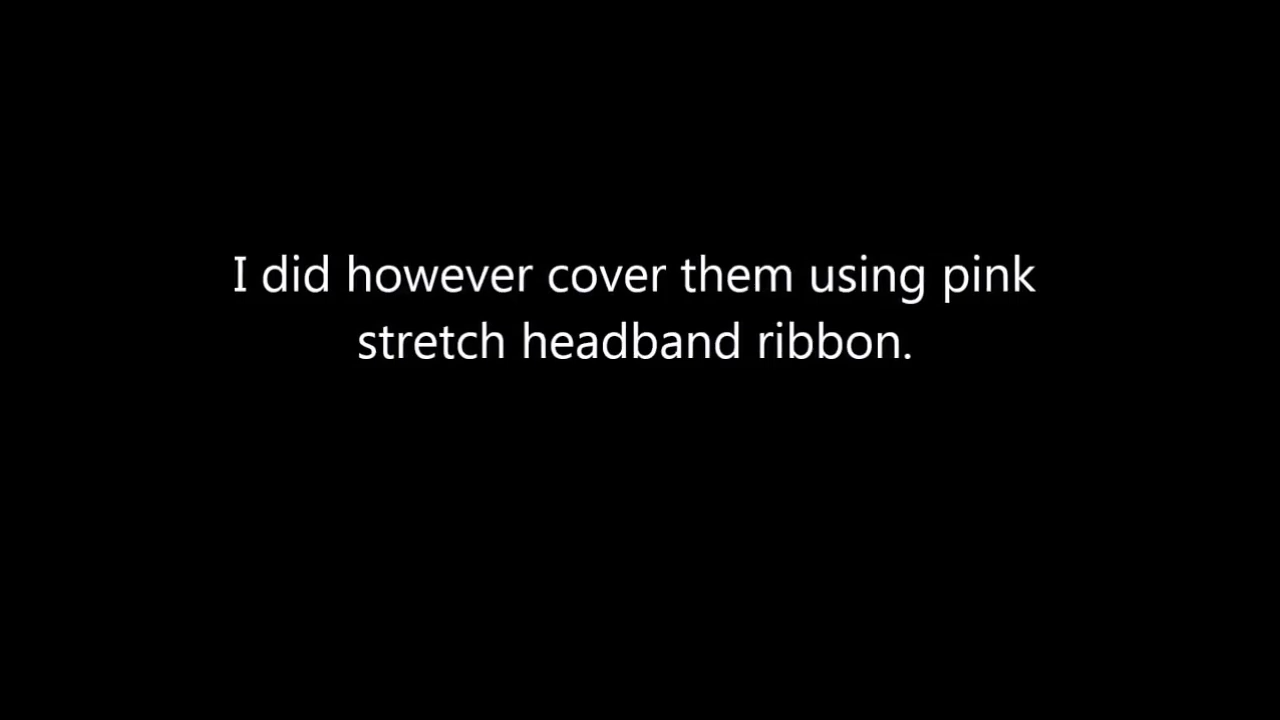 I did however cover them using pink
stretch headband ribbon.